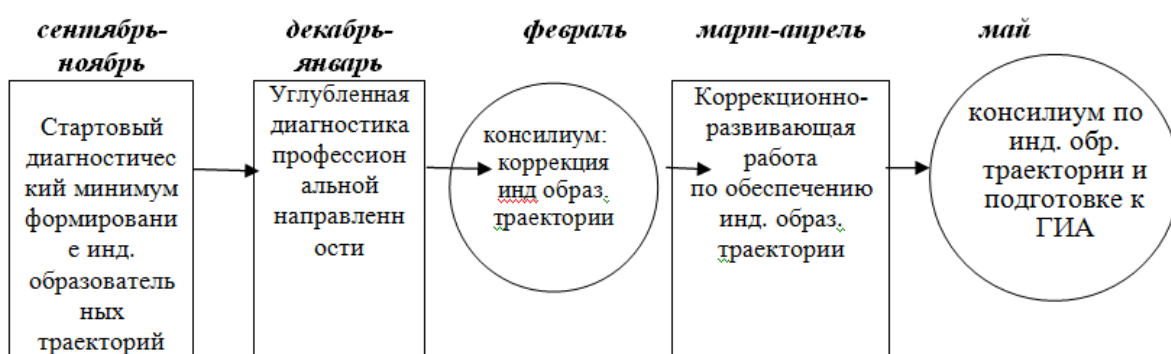 сентябрь-
ноябрь
Стартовый
диагностичес
кий минимум
формировани
е инд.
образователь
ных
траекторий
декабрь-
январь
Углубленная
диагностика
профессион
альной
направленн
ости
февраль
консилиум:
коррекция
инд образ.
траектории
март-апрель
Коррекционно-
развивающая
работа
по обеспечению
инд. образ.
траектории
май
консилиум по
инд. обр.
траектории и
подготовке к
ГИА